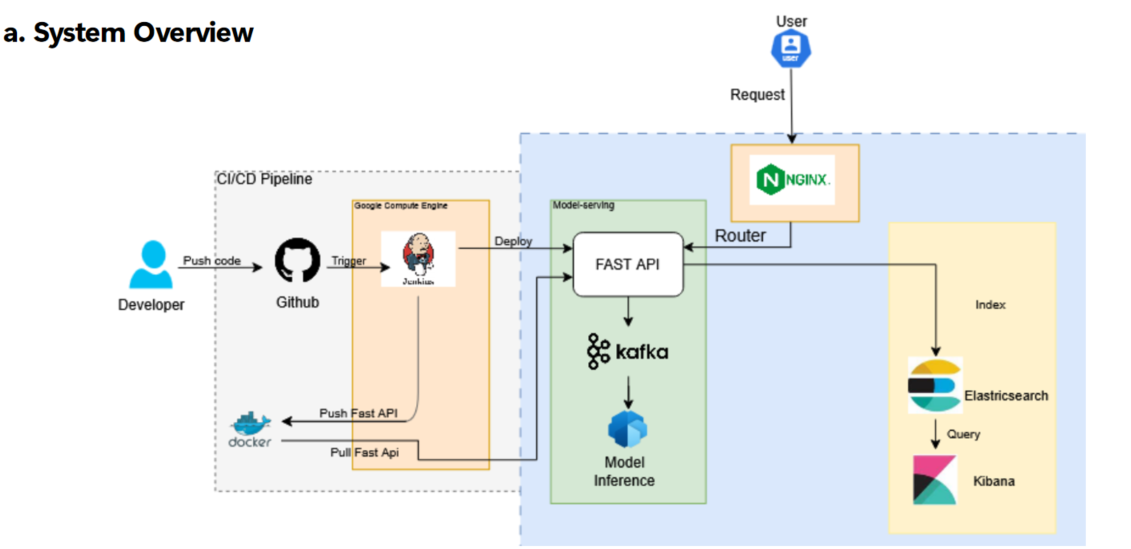 a. System Overview
User
user
Request
NGINX.
CI/CD Pipeline
Google Compute Engine
Model-serving
Deploy
Router
FAST API
Push code
Trigger
Jenkins
Developer
Github
Index
kafka
Elastricsearch
Push Fast API
docker
Pull Fast Api
Query
Model
Inference
Kibana